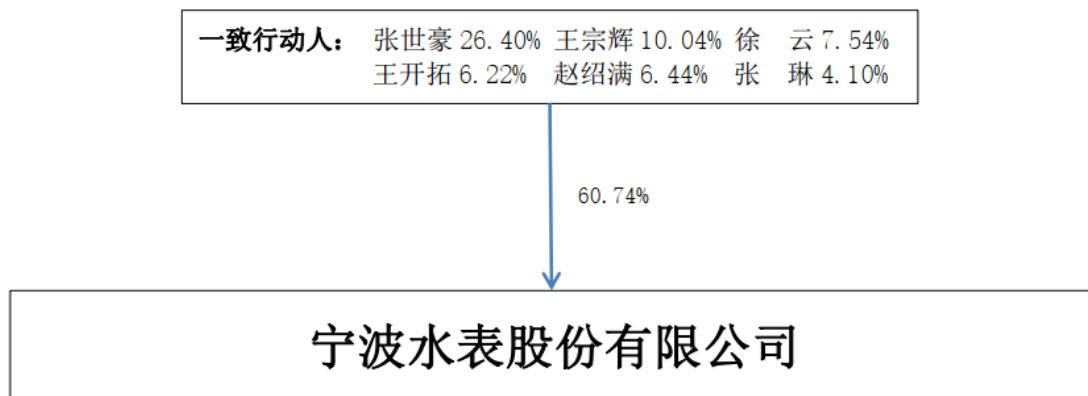 一致行动人： 张世豪 26.40% 王宗辉 10.04% 徐　云 7.54%
王开拓 6.22% 赵绍满 6.44% 张　琳 4.10%
60.74%
宁波水表股份有限公司